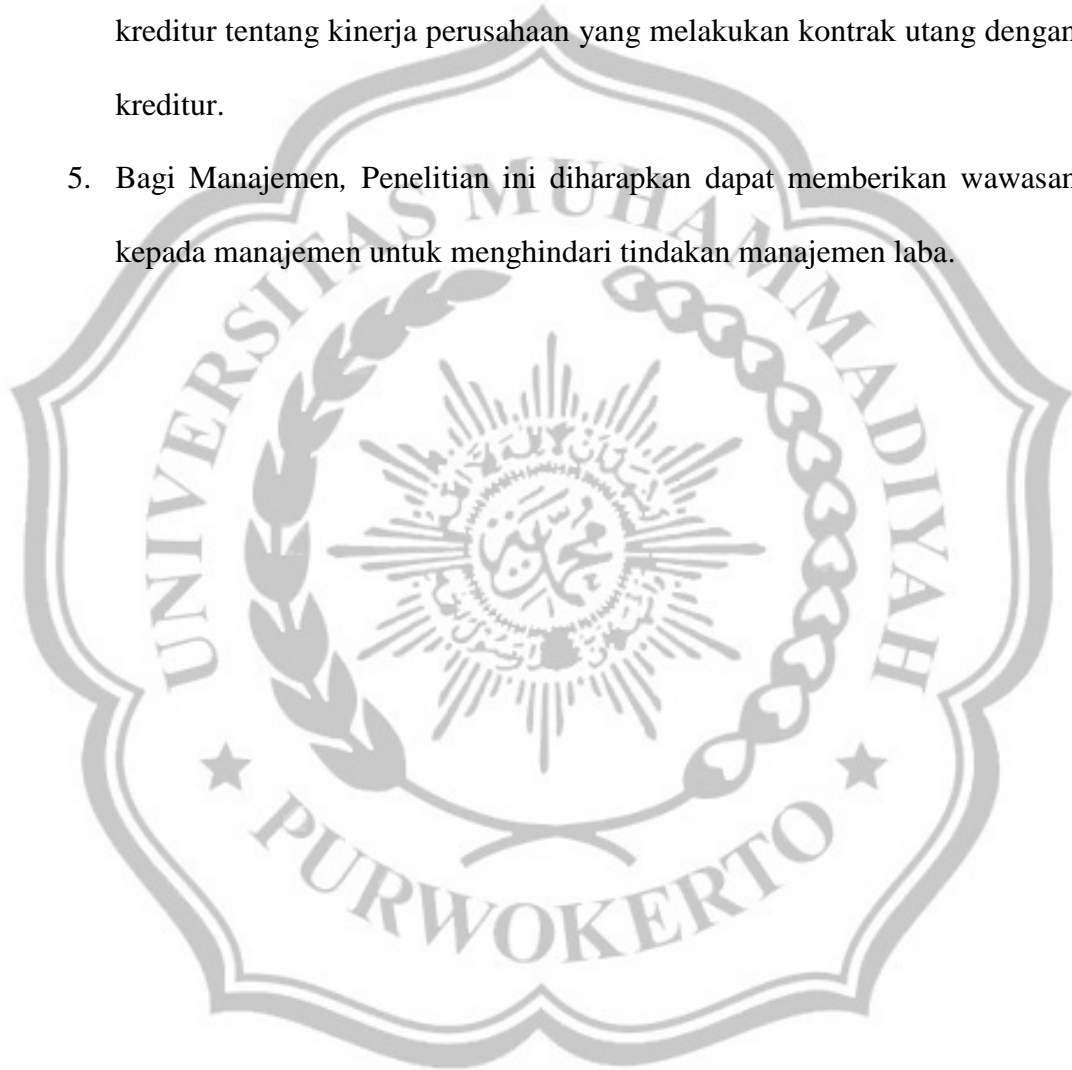 kreditur tentang kinerja perusahaan yang melakukan kontrak utang dengan
kreditur.
5. Bagi Manajemen, Penelitian ini diharapkan dapat memberikan wawasan
kepada manajemen untuk menghindari tindakan manajemen laba.
UNIVERSITAS MUHAMMADIYAH
PURWOKERTO